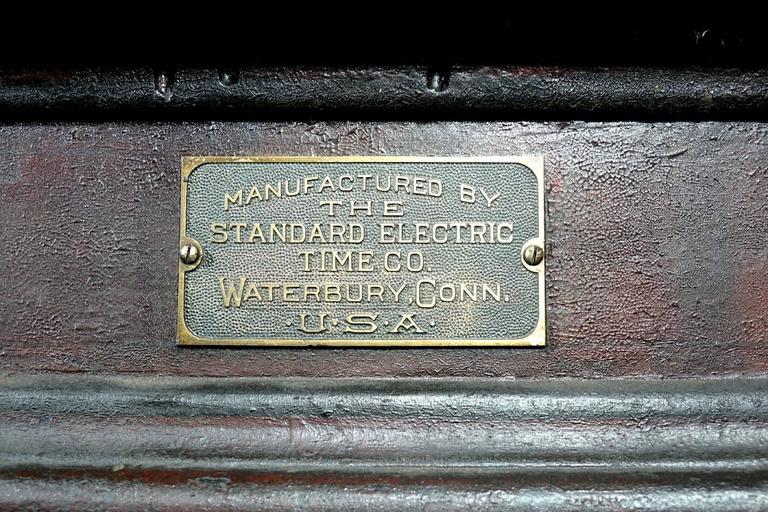 MANUFACTURED BY
THE
STANDARD ELECTRIC
TIME CO.
WATERBURY, CONN.
·U·S·A·